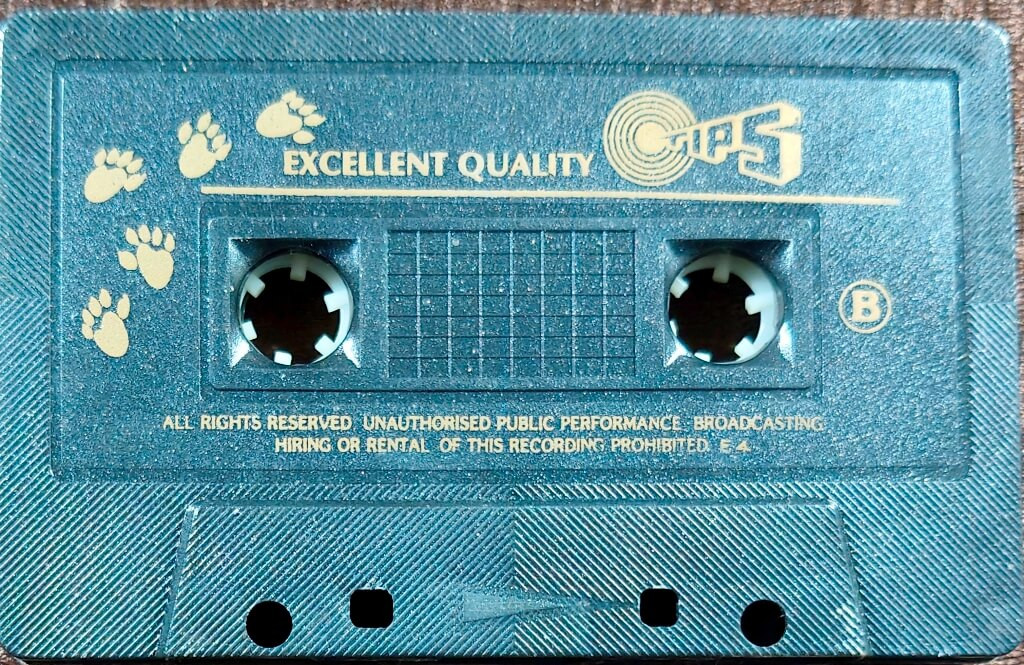 EXCELLENT QUALITY
TIPS
B
ALL RIGHTS RESERVED UNAUTHORISED PUBLIC PERFORMANCE BROADCASTING
HIRING OR RENTAL OF THIS RECORDING PROHIBITED. E-4